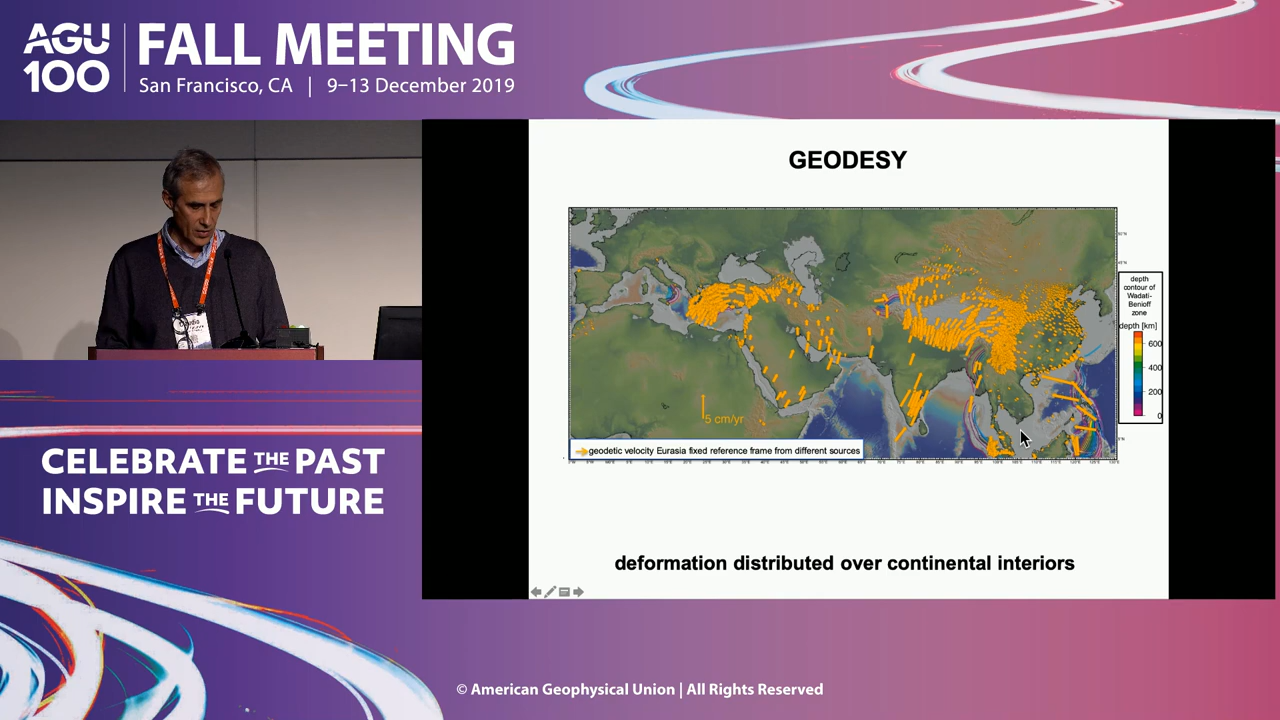 AGU
100
FALL MEETING
San Francisco, CA | 9–13 December 2019
GEODESY
5 cm/yr
geodetic velocity Eurasia fixed reference frame from different sources
depth
contour of
Wadati-
Benioff
zone
depth [km]
600
400
200
0
deformation distributed over continental interiors
CELEBRATE THE PAST
INSPIRE THE FUTURE
© American Geophysical Union | All Rights Reserved